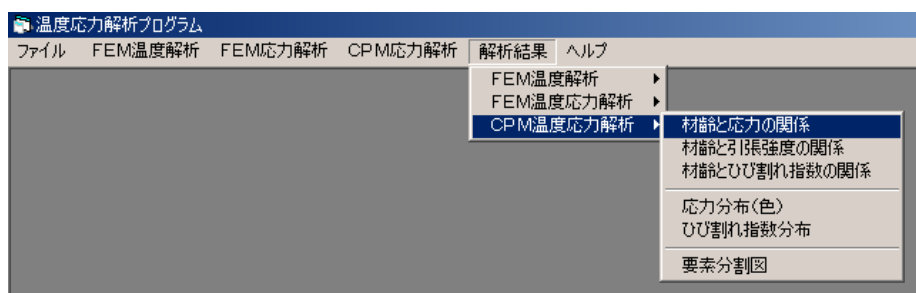 温度応力解析プログラム
ファイル FEM温度解析 FEM応力解析 CPM応力解析 解析結果 ヘルプ
FEM温度解析
FEM温度応力解析
CPM温度応力解析
材齢と応力の関係
材齢と引張強度の関係
材齢とひび割れ指数の関係
応力分布(色)
ひび割れ指数分布
要素分割図